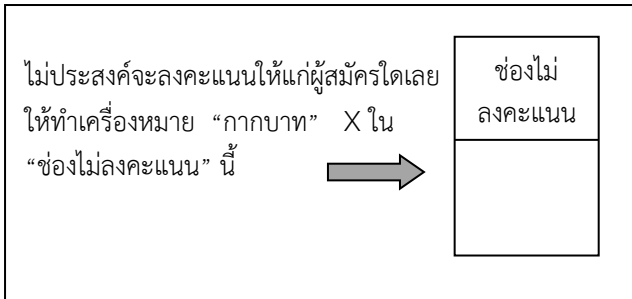 ไม่ประสงค์จะลงคะแนนให้แก่ผู้สมัครใดเลย
ให้ทำเครื่องหมาย “กากบาท” X ใน
“ช่องไม่ลงคะแนน” นี้
ช่องไม่
ลงคะแนน